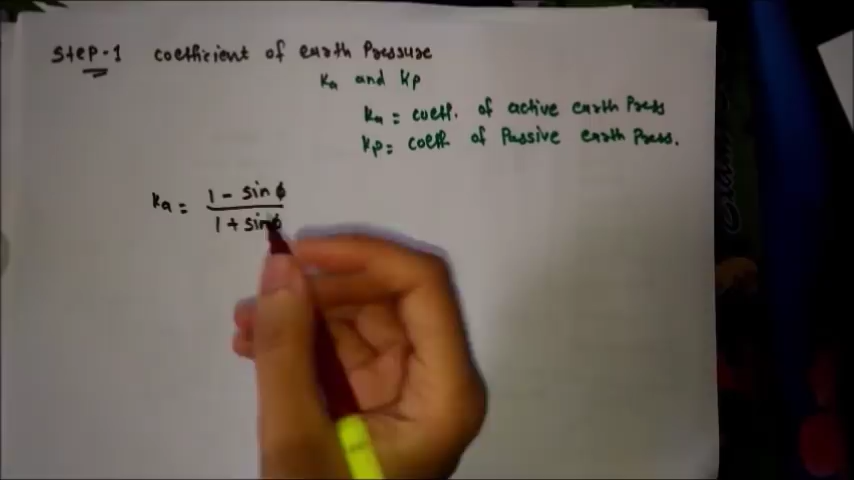 Step-1 coefficient of earth Pressure
Ka and Kp
Ka = coeff. of active earth Press
Kp= coeff. of Passive earth Press.
Ka = 1 - sin ϕ
1 + sinϕ